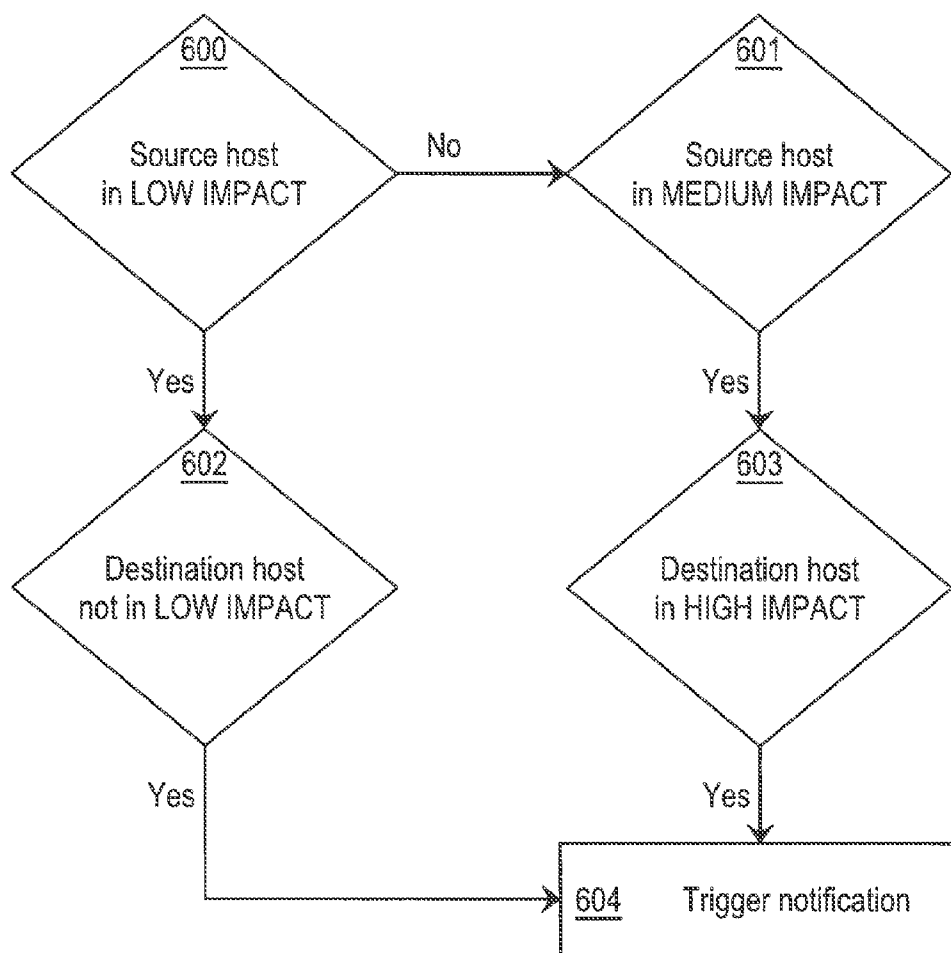 600
Source host
in LOW IMPACT
No
601
Source host
in MEDIUM IMPACT
Yes
Yes
602
Destination host
not in LOW IMPACT
603
Destination host
in HIGH IMPACT
Yes
Yes
604 Trigger notification